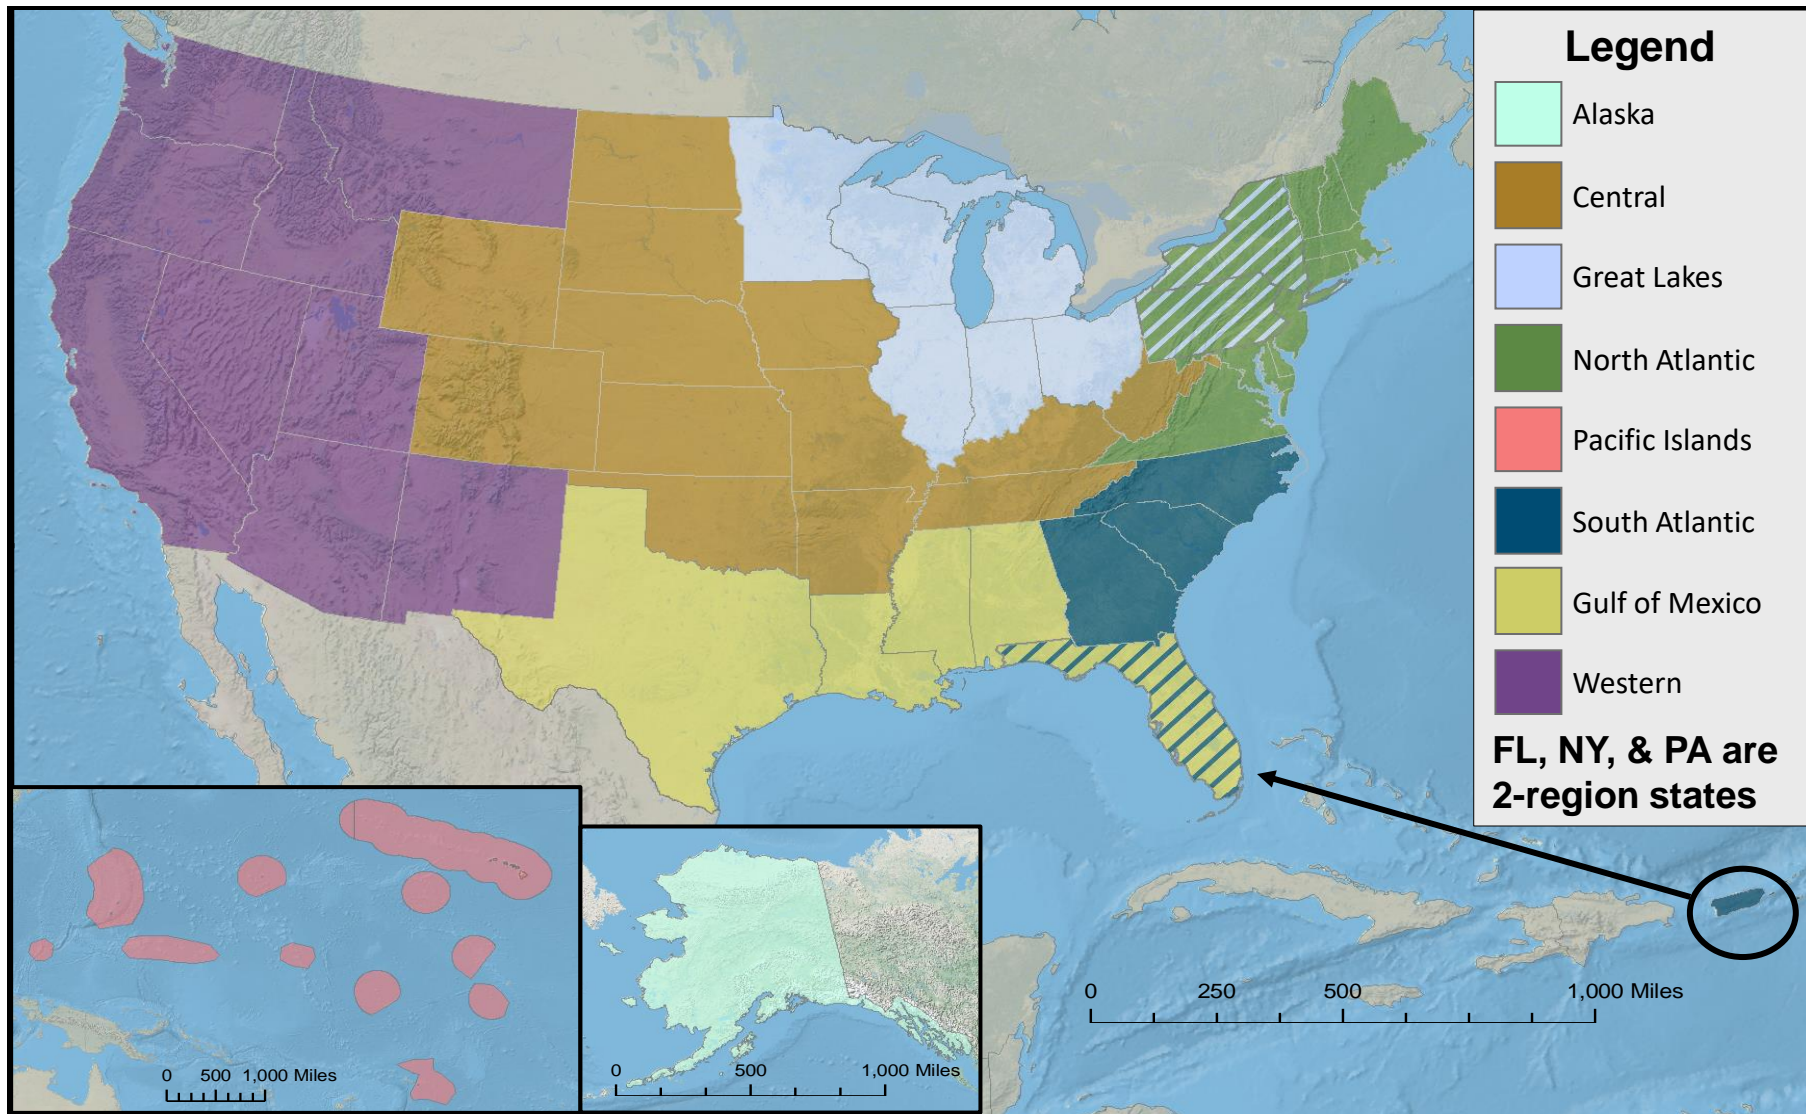 Legend
Alaska
Central
Great Lakes
North Atlantic
Pacific Islands
South Atlantic
Gulf of Mexico
Western
FL, NY, & PA are
2-region states
0 500 1,000 Miles
0 500 1,000 Miles
0 250 500 1,000 Miles